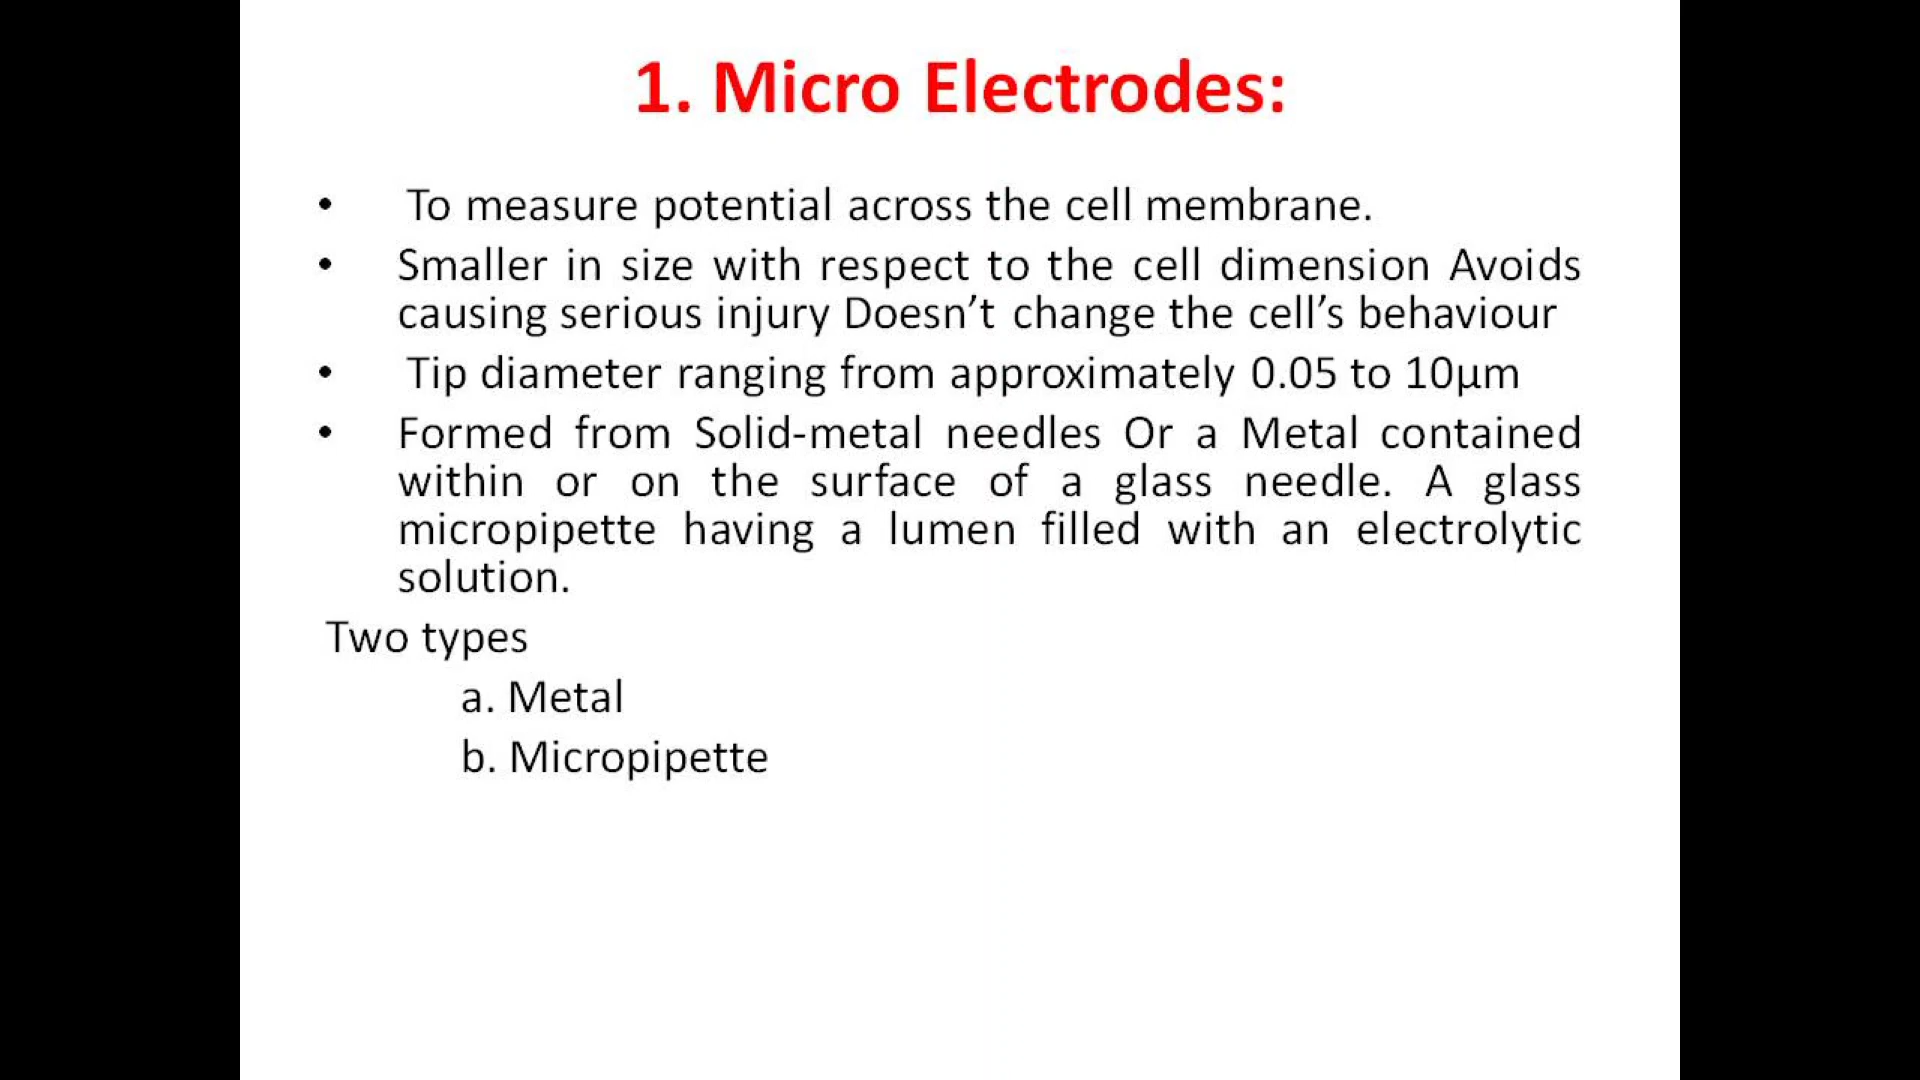 1. Micro Electrodes:
• To measure potential across the cell membrane.
• Smaller in size with respect to the cell dimension Avoids
causing serious injury Doesn’t change the cell’s behaviour
• Tip diameter ranging from approximately 0.05 to 10µm
• Formed from Solid-metal needles Or a Metal contained
within or on the surface of a glass needle. A glass
micropipette having a lumen filled with an electrolytic
solution.
Two types
a. Metal
b. Micropipette